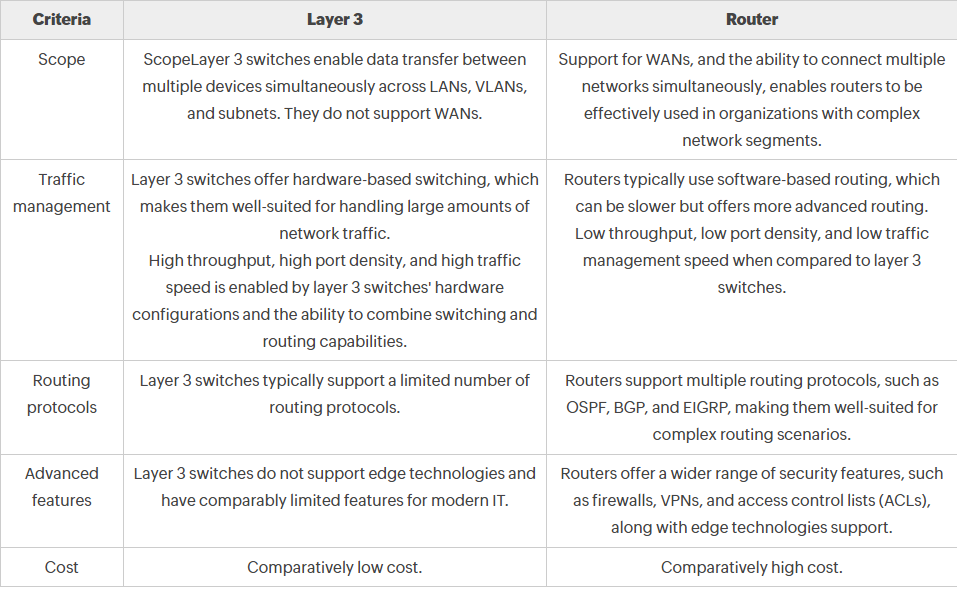 Criteria
Layer 3
Router
Scope
ScopeLayer 3 switches enable data transfer between
multiple devices simultaneously across LANs, VLANs,
and subnets. They do not support WANs.
Support for WANs, and the ability to connect multiple
networks simultaneously, enables routers to be
effectively used in organizations with complex
network segments.
Traffic
management
Layer 3 switches offer hardware-based switching, which
makes them well-suited for handling large amounts of
network traffic.
High throughput, high port density, and high traffic
speed is enabled by layer 3 switches' hardware
configurations and the ability to combine switching and
routing capabilities.
Routers typically use software-based routing, which
can be slower but offers more advanced routing.
Low throughput, low port density, and low traffic
management speed when compared to layer 3
switches.
Routing
protocols
Layer 3 switches typically support a limited number of
routing protocols.
Routers support multiple routing protocols, such as
OSPF, BGP, and EIGRP, making them well-suited for
complex routing scenarios.
Advanced
features
Layer 3 switches do not support edge technologies and
have comparably limited features for modern IT.
Routers offer a wider range of security features, such
as firewalls, VPNs, and access control lists (ACLs),
along with edge technologies support.
Cost
Comparatively low cost.
Comparatively high cost.